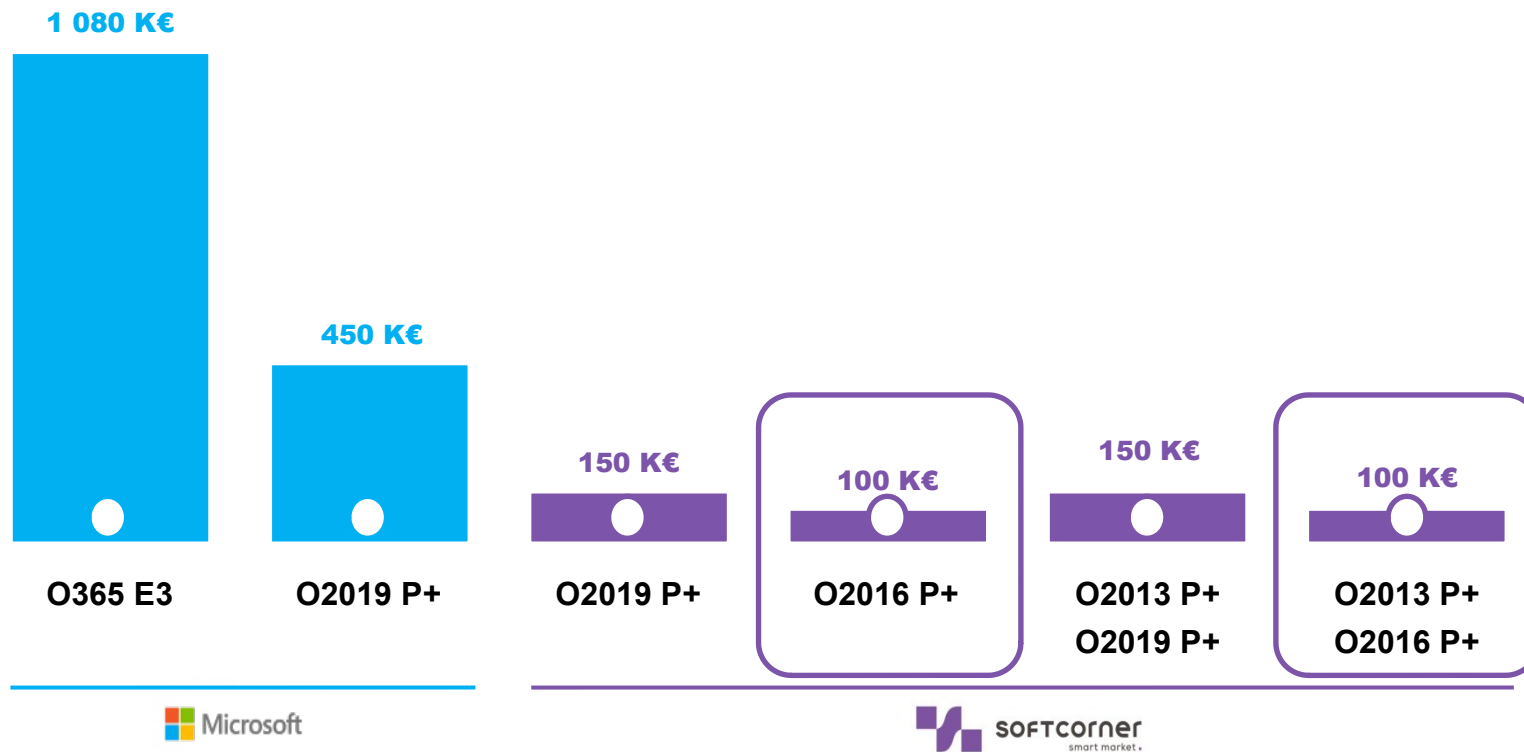 1 080 K€
450 K€
150 K€
100 K€
150 K€
100 K€
O365 E3
O2019 P+
O2019 P+
O2016 P+
O2013 P+
O2019 P+
O2013 P+
O2016 P+
Microsoft
SOFTCORNER
smart market.